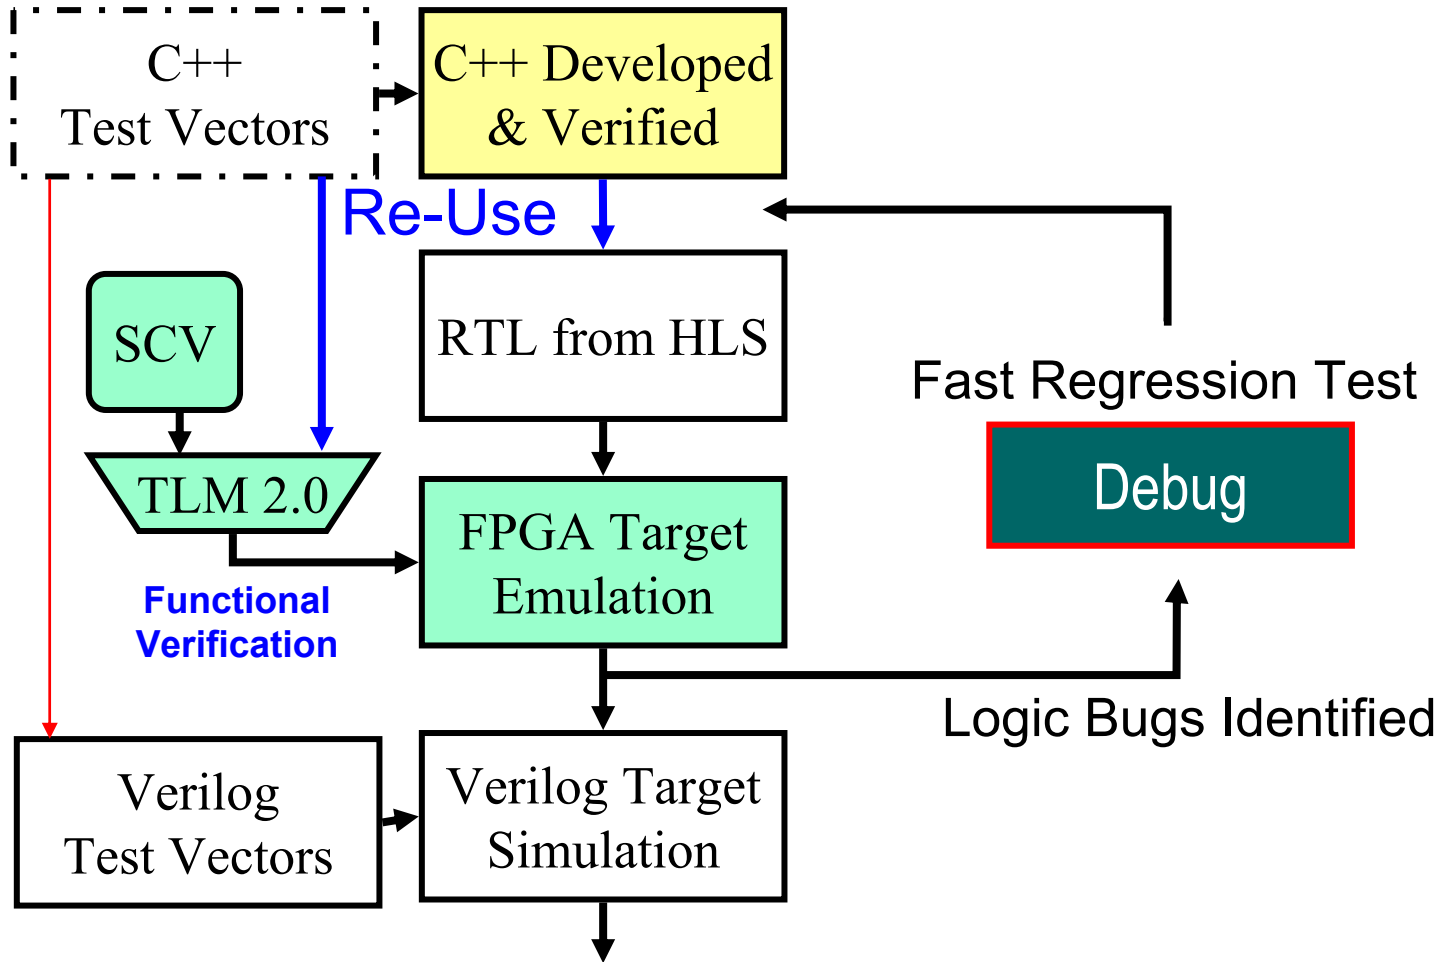 C++
Test Vectors
C++ Developed
& Verified
Re-Use
SCV
RTL from HLS
Fast Regression Test
TLM 2.0
Debug
FPGA Target
Emulation
Functional
Verification
Logic Bugs Identified
Verilog
Test Vectors
Verilog Target
Simulation